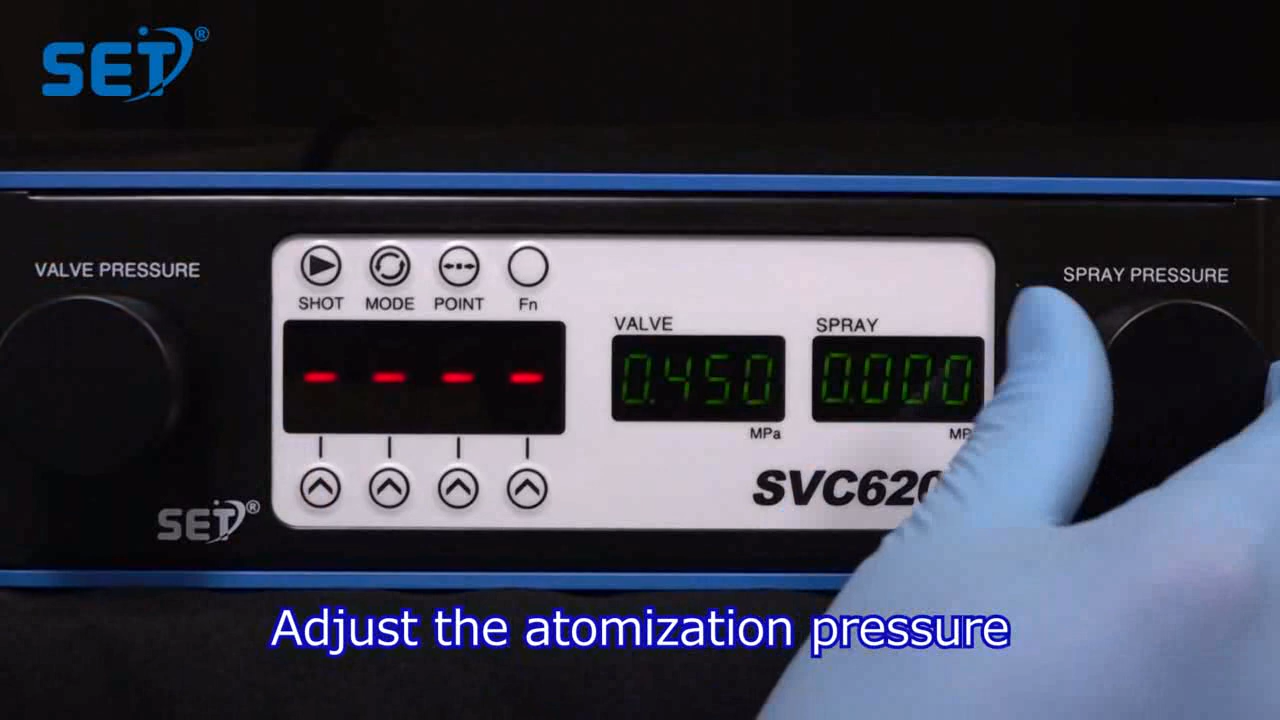 SET®
VALVE PRESSURE
SPRAY PRESSURE
SHOT MODE POINT Fn
VALVE
SPRAY
- - - -
0.450
0.000
MPa
SVC620
SET®
Adjust the atomization pressure